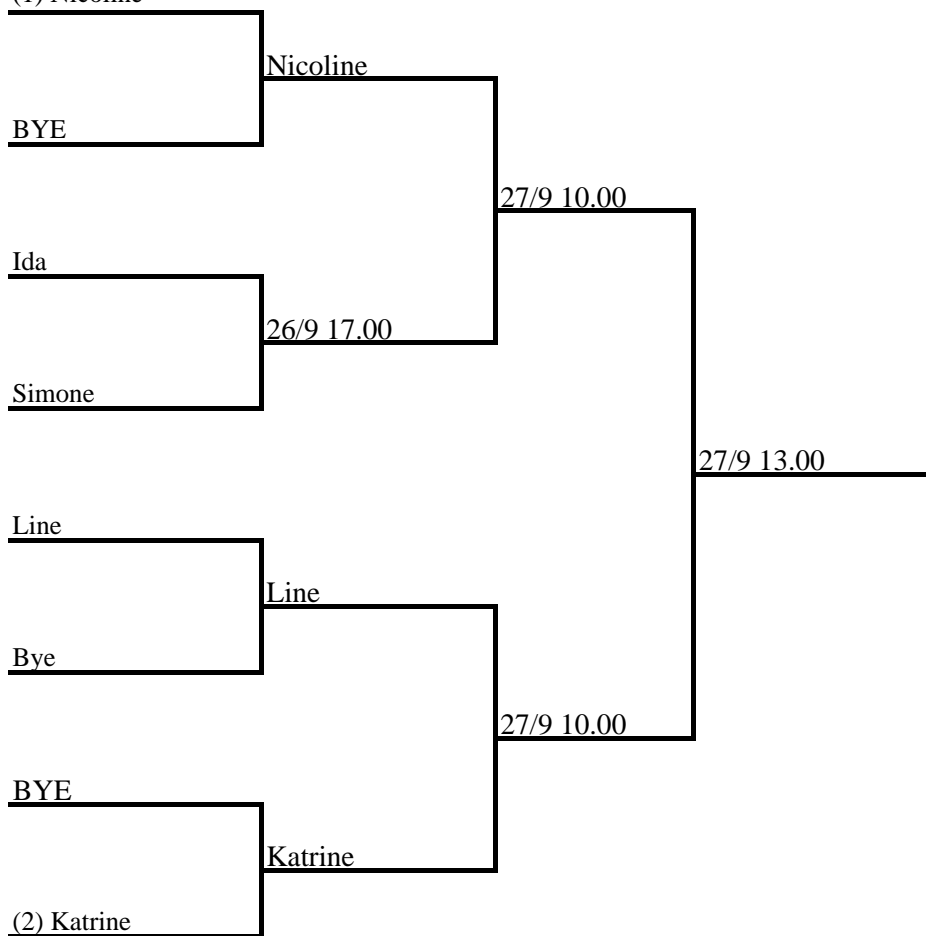 (1) Nicoline
Nicoline
BYE
27/9 10.00
Ida
26/9 17.00
Simone
27/9 13.00
Line
Line
Bye
27/9 10.00
BYE
Katrine
(2) Katrine